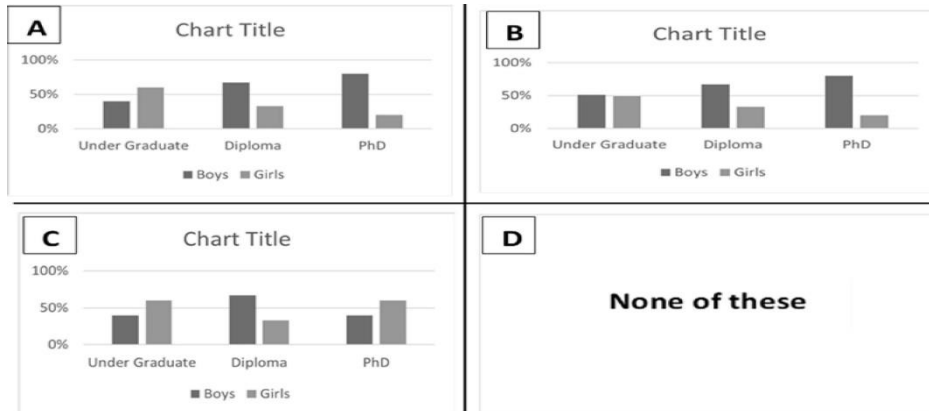 A
Chart Title
100%
50%
0%
Under Graduate Diploma PhD
Boys Girls
B
Chart Title
100%
50%
0%
Under Graduate Diploma PhD
Boys Girls
C
Chart Title
100%
50%
0%
Under Graduate Diploma PhD
Boys Girls
D
None of these